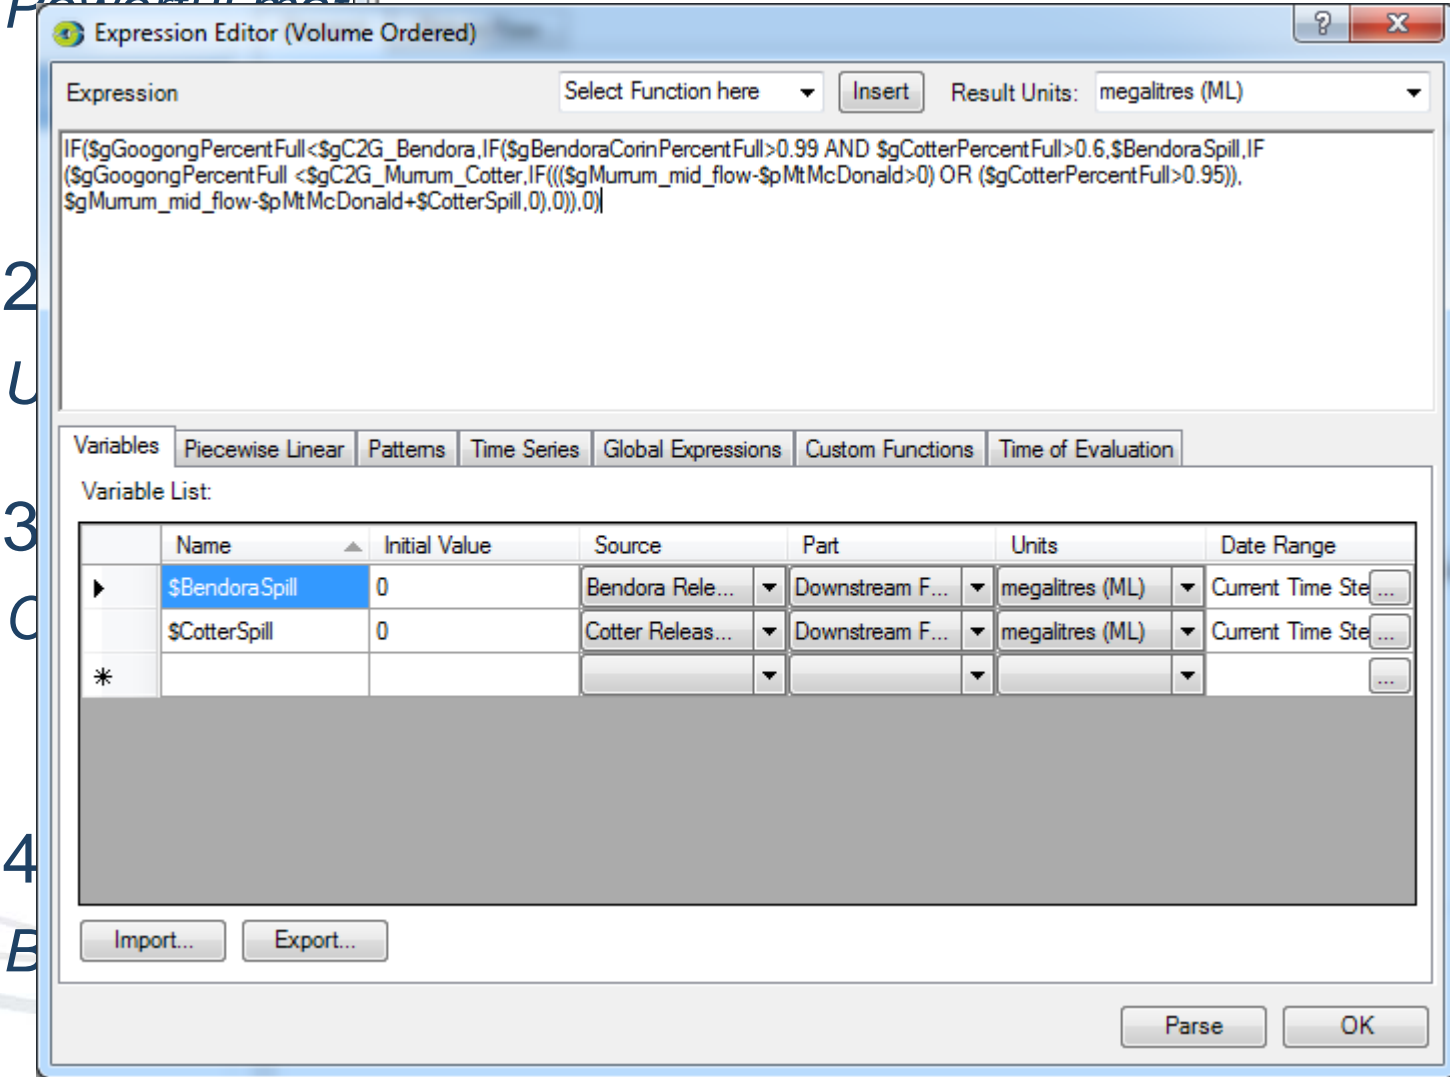 Expression Editor (Volume Ordered)
Expression Select Function here Insert Result Units: megalitres (ML)
IF($gGoogongPercentFull<$gC2G_Bendora,IF($gBendoraCorinPercentFull>0.99 AND $gCotterPercentFull>0.6,$BendoraSpill,IF
($gGoogongPercentFull <$gC2G_Murrum_Cotter,IF((($gMurrum_mid_flow-$pMtMcDonald>0) OR ($gCotterPercentFull>0.95)),
$gMurrum_mid_flow-$pMtMcDonald+$CotterSpill,0),0)),0)
2
U
Variables Piecewise Linear Patterns Time Series Global Expressions Custom Functions Time of Evaluation
Variable List:
3
Name Initial Value Source Part Units Date Range
$BendoraSpill 0 Bendora Rele... Downstream F... megalitres (ML) Current Time Ste ...
C
$CotterSpill 0 Cotter Releas... Downstream F... megalitres (ML) Current Time Ste ...
...
4
Import... Export...
B
Parse OK